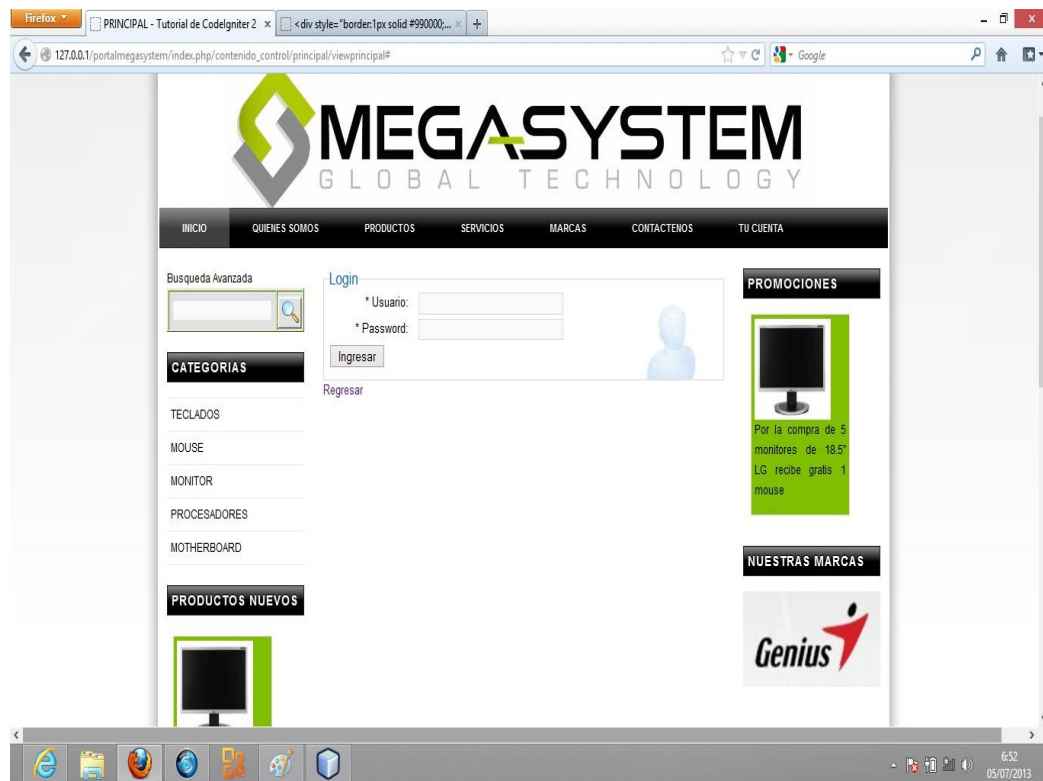 Firefox
PRINCIPAL - Tutorial de CodeIgniter 2 x
<div style="border:1px solid #990000;... x
127.0.0.1/portalmegasystem/index.php/contenido_control/principal/viewprincipal#
Google
MEGASYSTEM
GLOBAL TECHNOLOGY
INICIO QUIENES SOMOS PRODUCTOS SERVICIOS MARCAS CONTACTENOS TU CUENTA
Busqueda Avanzada
CATEGORIAS
TECLADOS
MOUSE
MONITOR
PROCESADORES
MOTHERBOARD
PRODUCTOS NUEVOS
Login
* Usuario:
* Password:
Ingresar
Regresar
PROMOCIONES
Por la compra de 5
monitores de 18.5"
LG recibe gratis 1
mouse
NUESTRAS MARCAS
Genius
6:52
05/07/2013